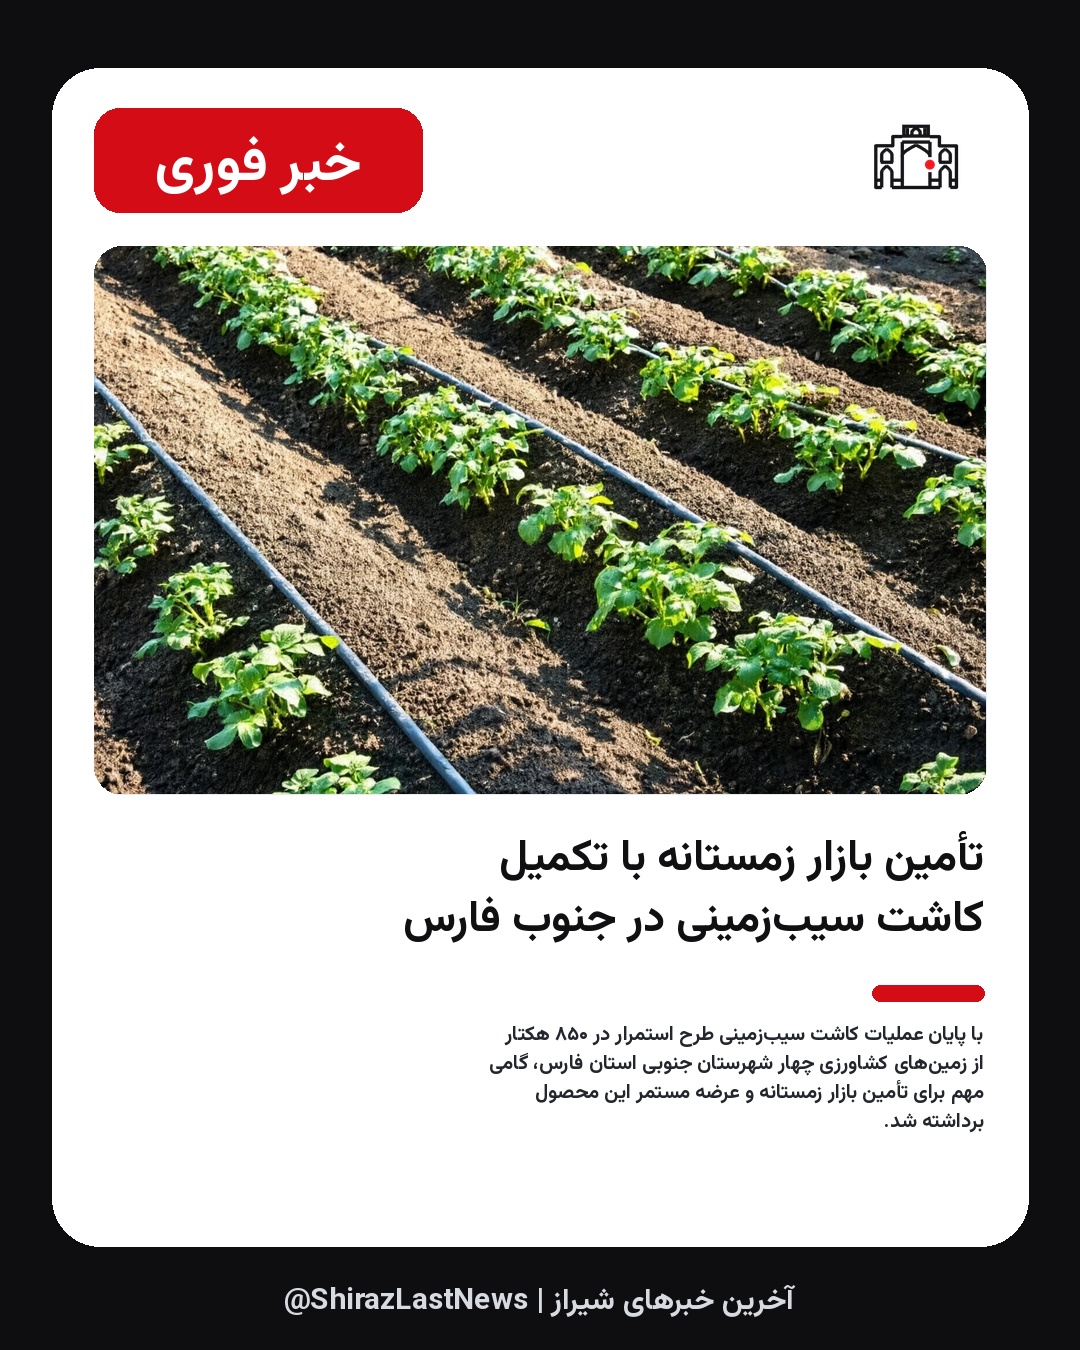 خبر فوری
تأمین بازار زمستانه با تکمیل
کاشت سیب‌زمینی در جنوب فارس
با پایان عملیات کاشت سیب‌زمینی طرح استمرار در ۸۵۰ هکتار
از زمین‌های کشاورزی چهار شهرستان جنوبی استان فارس، گامی
مهم برای تأمین بازار زمستانه و عرضه مستمر این محصول
برداشته شد.
آخرین خبرهای شیراز | @ShirazLastNews